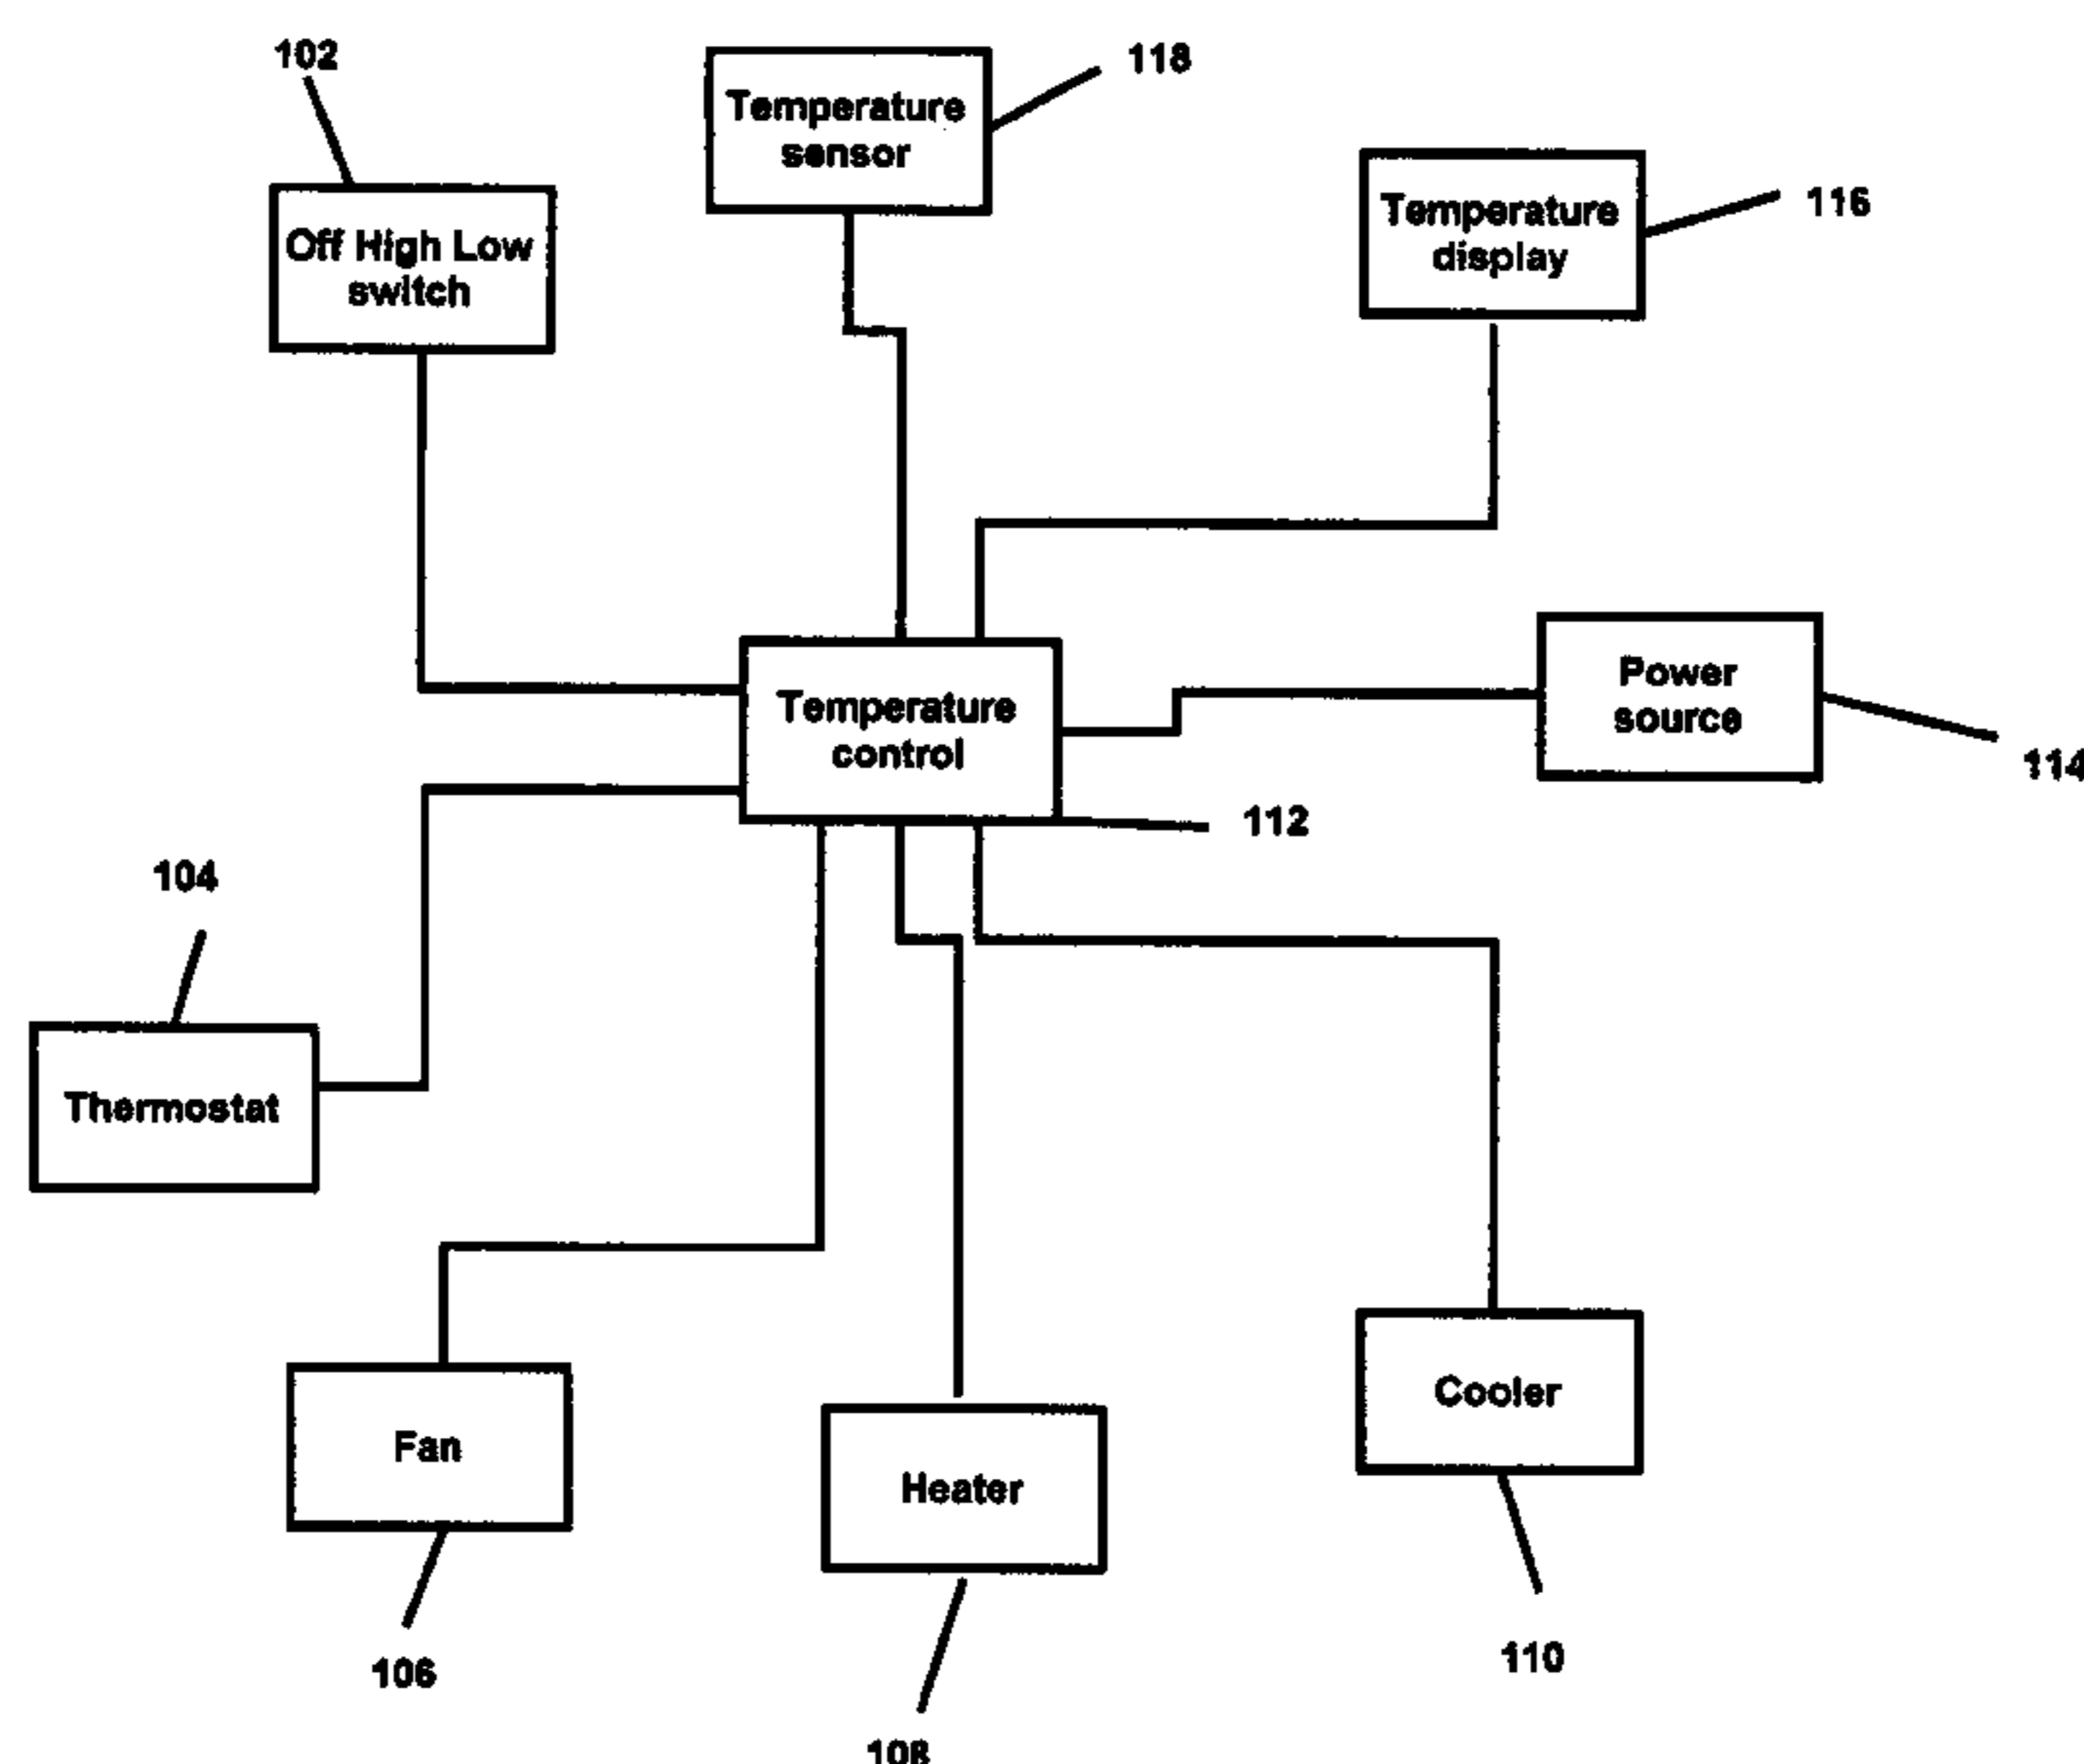 102
118
Temperature
sensor
116
Temperature
display
Off High Low
switch
Power
source
114
Temperature
control
112
104
Thermostat
Fan
Heater
Cooler
106
110
108